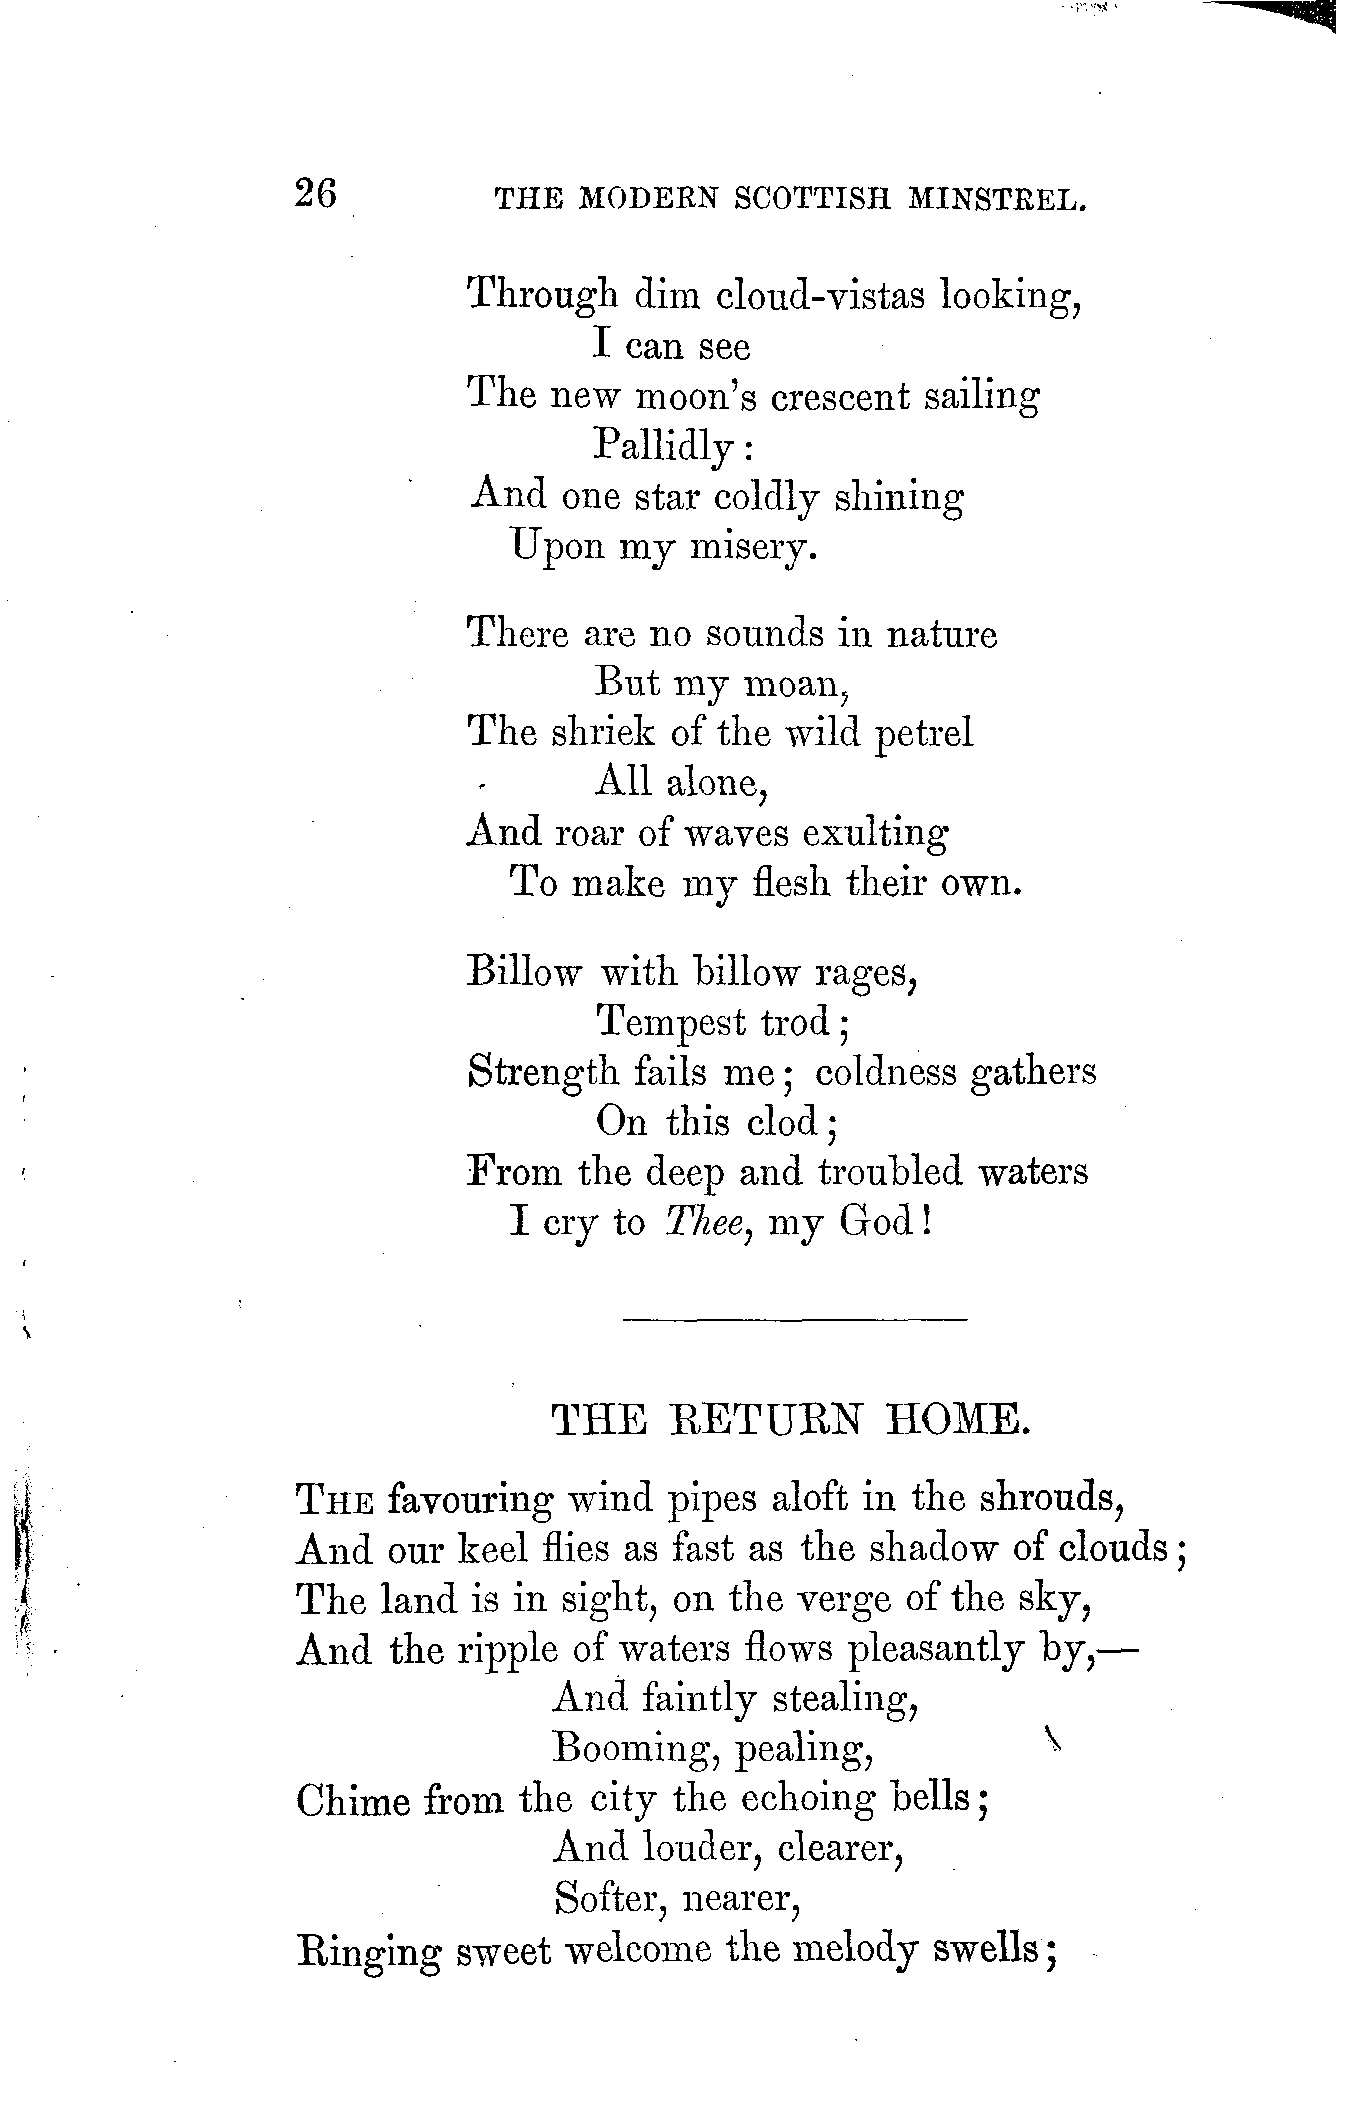 26 THE MODERN SCOTTISH MINSTREL.
Through dim cloud-vistas looking,
I can see
The new moon's crescent sailing
Pallidly:
And one star coldly shining
Upon my misery.
There are no sounds in nature
But my moan,
The shriek of the wild petrel
All alone,
And roar of waves exulting
To make my flesh their own.
Billow with billow rages,
Tempest trod;
Strength fails me; coldness gathers
On this clod;
From the deep and troubled waters
I cry to Thee, my God!
THE RETURN HOME.
THE favouring wind pipes aloft in the shrouds,
And our keel flies as fast as the shadow of clouds;
The land is in sight, on the verge of the sky,
And the ripple of waters flows pleasantly by,—
And faintly stealing,
Booming, pealing,
Chime from the city the echoing bells;
And louder, clearer,
Softer, nearer,
Ringing sweet welcome the melody swells;